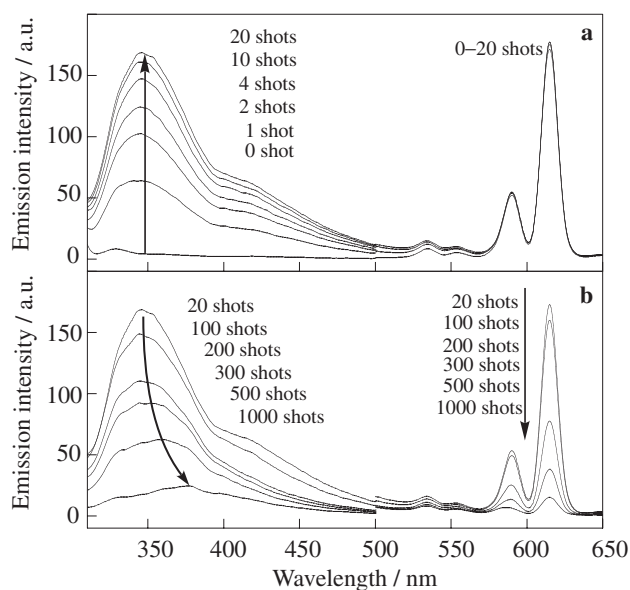 20 shots
10 shots
4 shots
2 shots
1 shot
0 shot
0–20 shots
a
Emission intensity / a.u.
150
100
50
0
20 shots
100 shots
200 shots
300 shots
500 shots
1000 shots
20 shots
100 shots
200 shots
300 shots
500 shots
1000 shots
b
Emission intensity / a.u.
150
100
50
0
350 400 450 500 550 600 650
Wavelength / nm